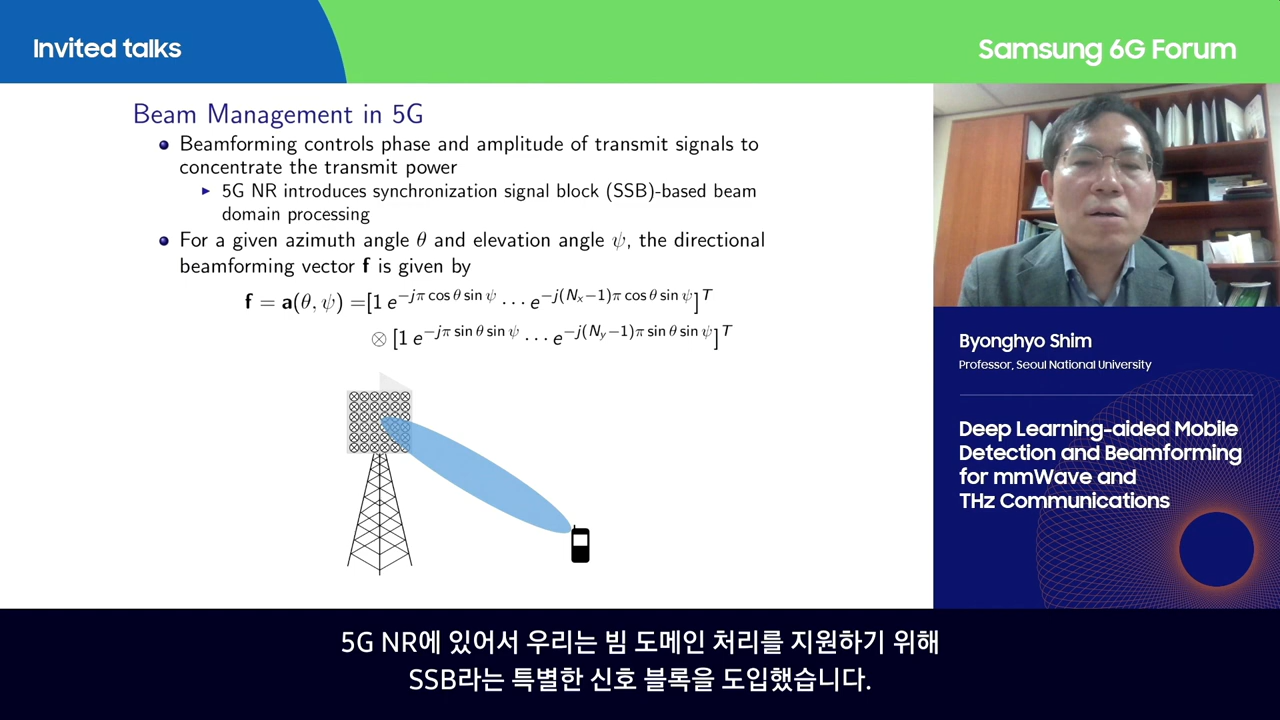 Invited talks
Samsung 6G Forum
Beam Management in 5G
Beamforming controls phase and amplitude of transmit signals to
concentrate the transmit power
5G NR introduces synchronization signal block (SSB)-based beam
domain processing
For a given azimuth angle θ and elevation angle ψ, the directional
beamforming vector f is given by
f = a(θ, ψ) =[1 e^{−jπ cos θ sin ψ} ⋯ e^{−j(N_x−1)π cos θ sin ψ}]^T
⊗ [1 e^{−jπ sin θ sin ψ} ⋯ e^{−j(N_y−1)π sin θ sin ψ}]^T
Byonghyo Shim
Professor, Seoul National University
Deep Learning-aided Mobile
Detection and Beamforming
for mmWave and
THz Communications
5G NR에 있어서 우리는 빔 도메인 처리를 지원하기 위해
SSB라는 특별한 신호 블록을 도입했습니다.